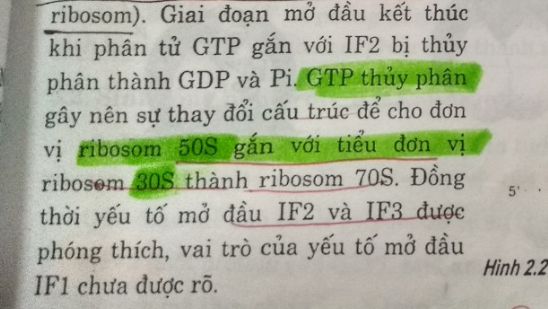 ribosom). Giai đoạn mở đầu kết thúc
khi phân tử GTP gắn với IF2 bị thủy
phân thành GDP và Pi. GTP thủy phân
gây nên sự thay đổi cấu trúc để cho đơn
vị ribosom 50S gắn với tiểu đơn vị
ribosom 30S thành ribosom 70S. Đồng
thời yếu tố mở đầu IF2 và IF3 được
phóng thích, vai trò của yếu tố mở đầu
IF1 chưa được rõ.
5'
Hình 2.2